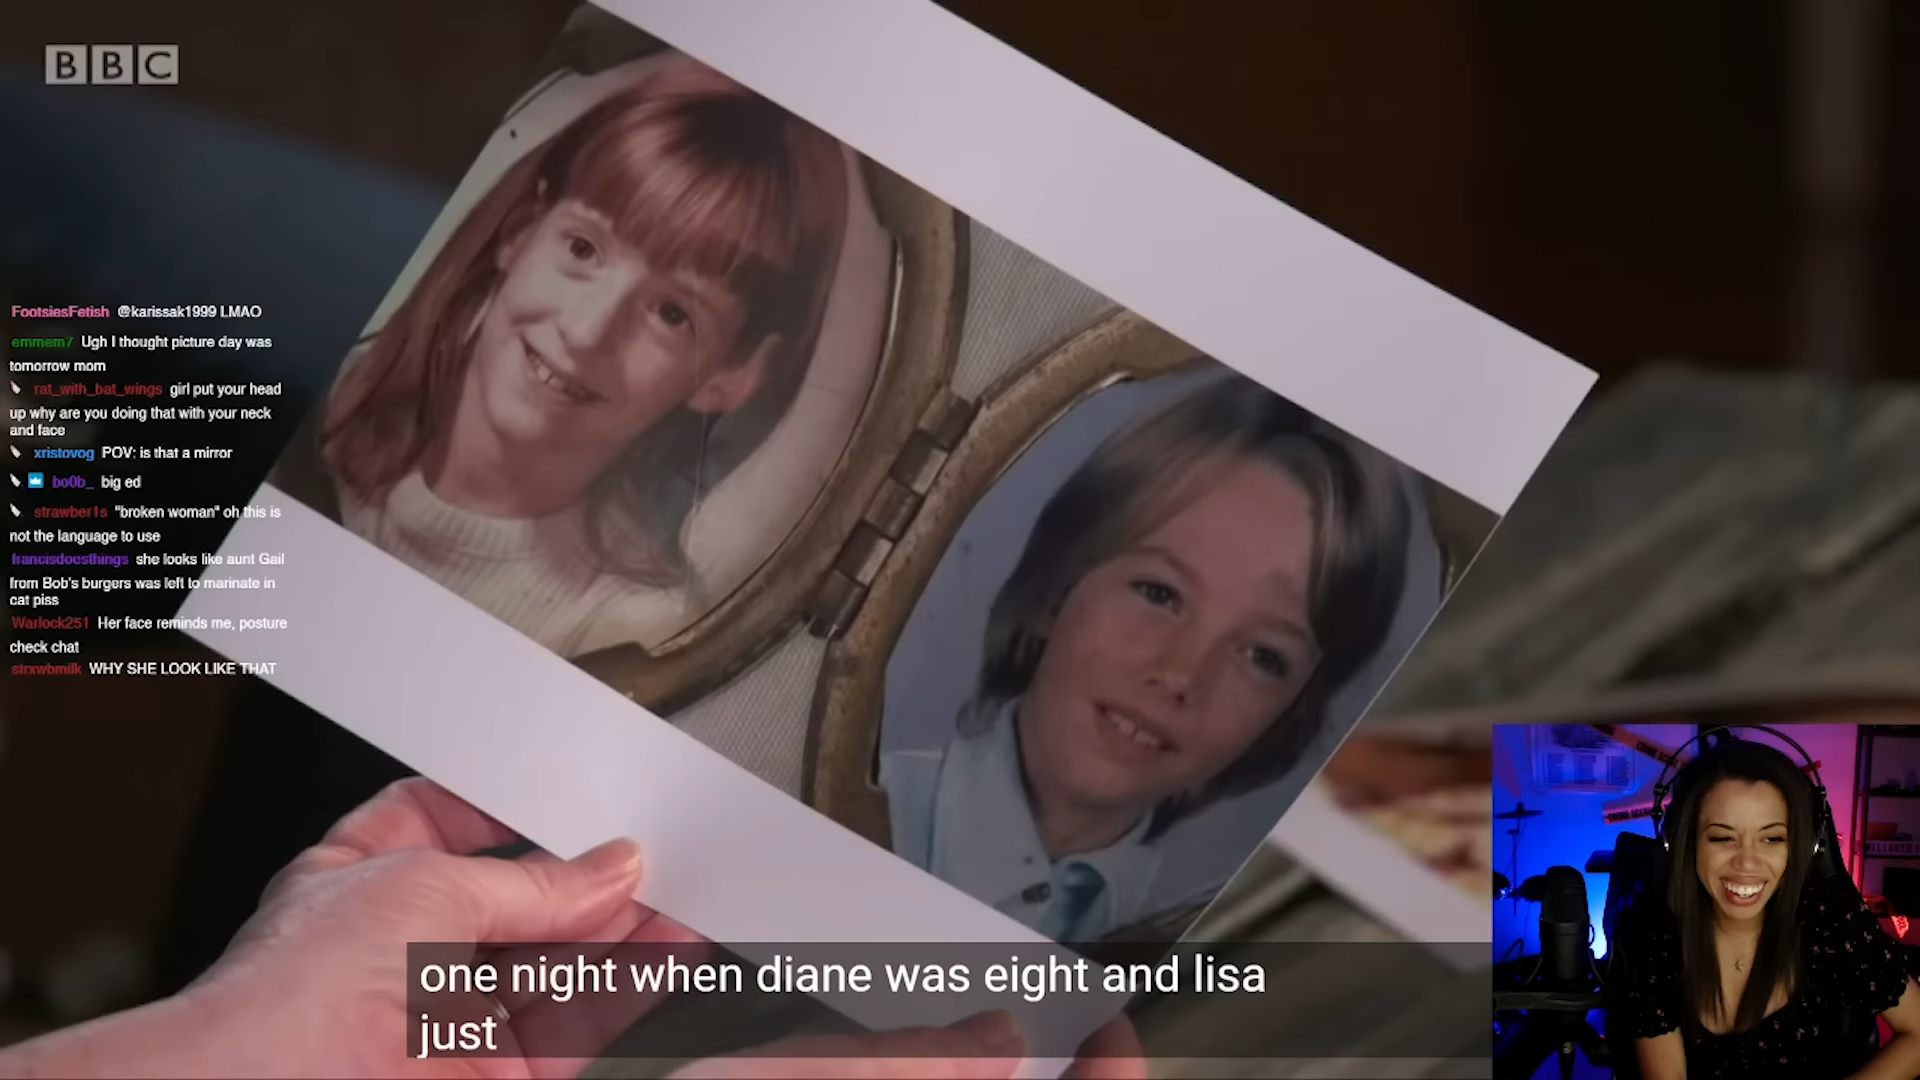 BBC
FootsiesFetish @karissak1999 LMAO
emmem7 Ugh I thought picture day was
tomorrow mom
rat_with_bat_wings girl put your head
up why are you doing that with your neck
and face
xristovog POV: is that a mirror
bo0b_ big ed
strawber1s "broken woman" oh this is
not the language to use
francisdoesthings she looks like aunt Gail
from Bob's burgers was left to marinate in
cat piss
Warlock251 Her face reminds me, posture
check chat
strxwbmilk WHY SHE LOOK LIKE THAT
one night when diane was eight and lisa
just